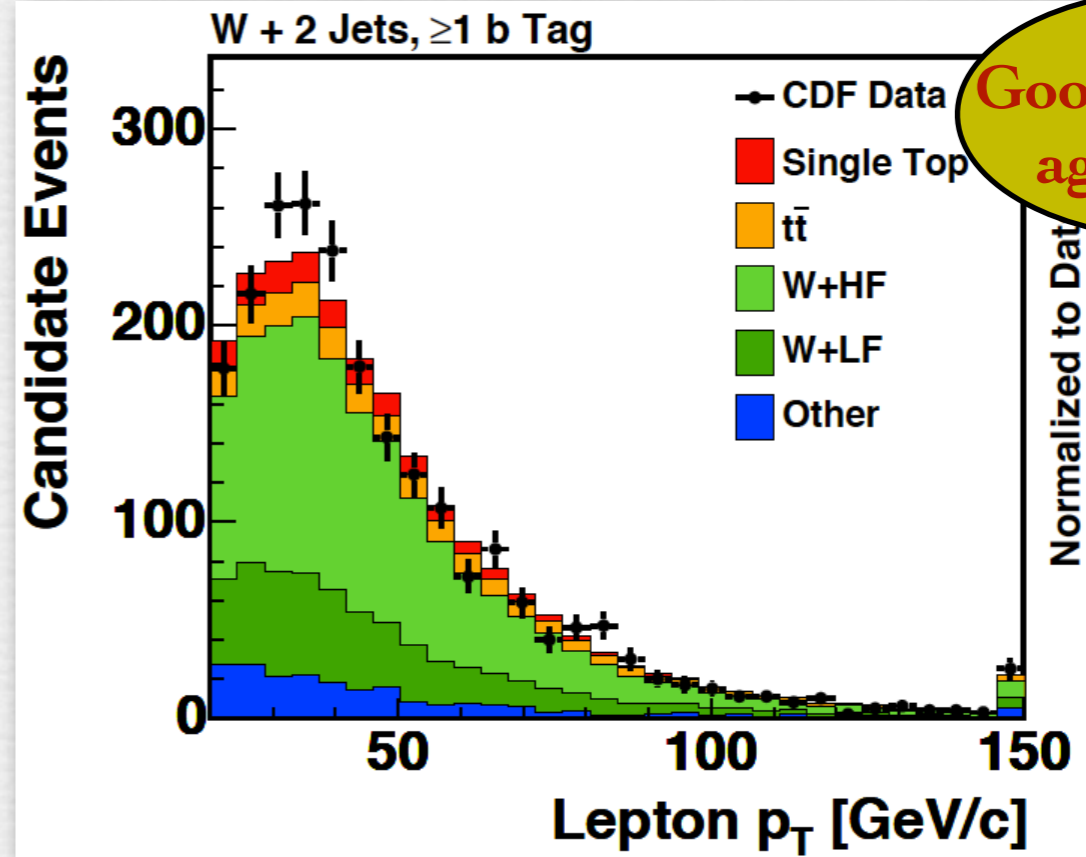 W + 2 Jets, ≥1 b Tag
Candidate Events
300
200
100
0
CDF Data
Single Top
tt̄
W+HF
W+LF
Other
Normalized to
50
100
150
Lepton p_T [GeV/c]